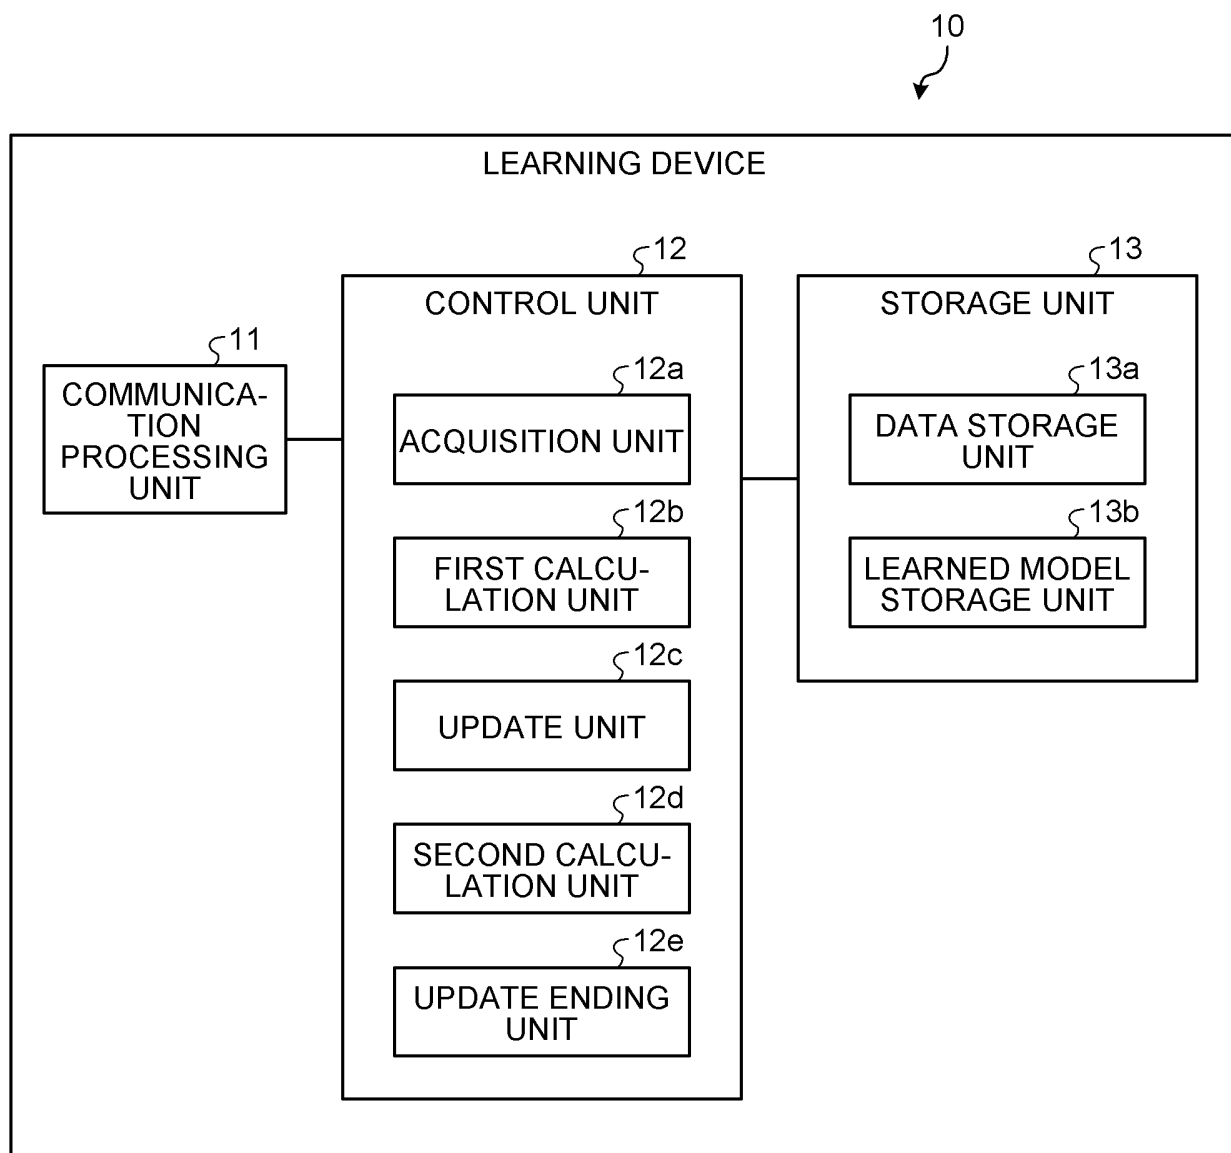 10
LEARNING DEVICE
11
COMMUNICA-
TION
PROCESSING
UNIT
12
CONTROL UNIT
12a
ACQUISITION UNIT
12b
FIRST CALCU-
LATION UNIT
12c
UPDATE UNIT
12d
SECOND CALCU-
LATION UNIT
12e
UPDATE ENDING
UNIT
13
STORAGE UNIT
13a
DATA STORAGE
UNIT
13b
LEARNED MODEL
STORAGE UNIT